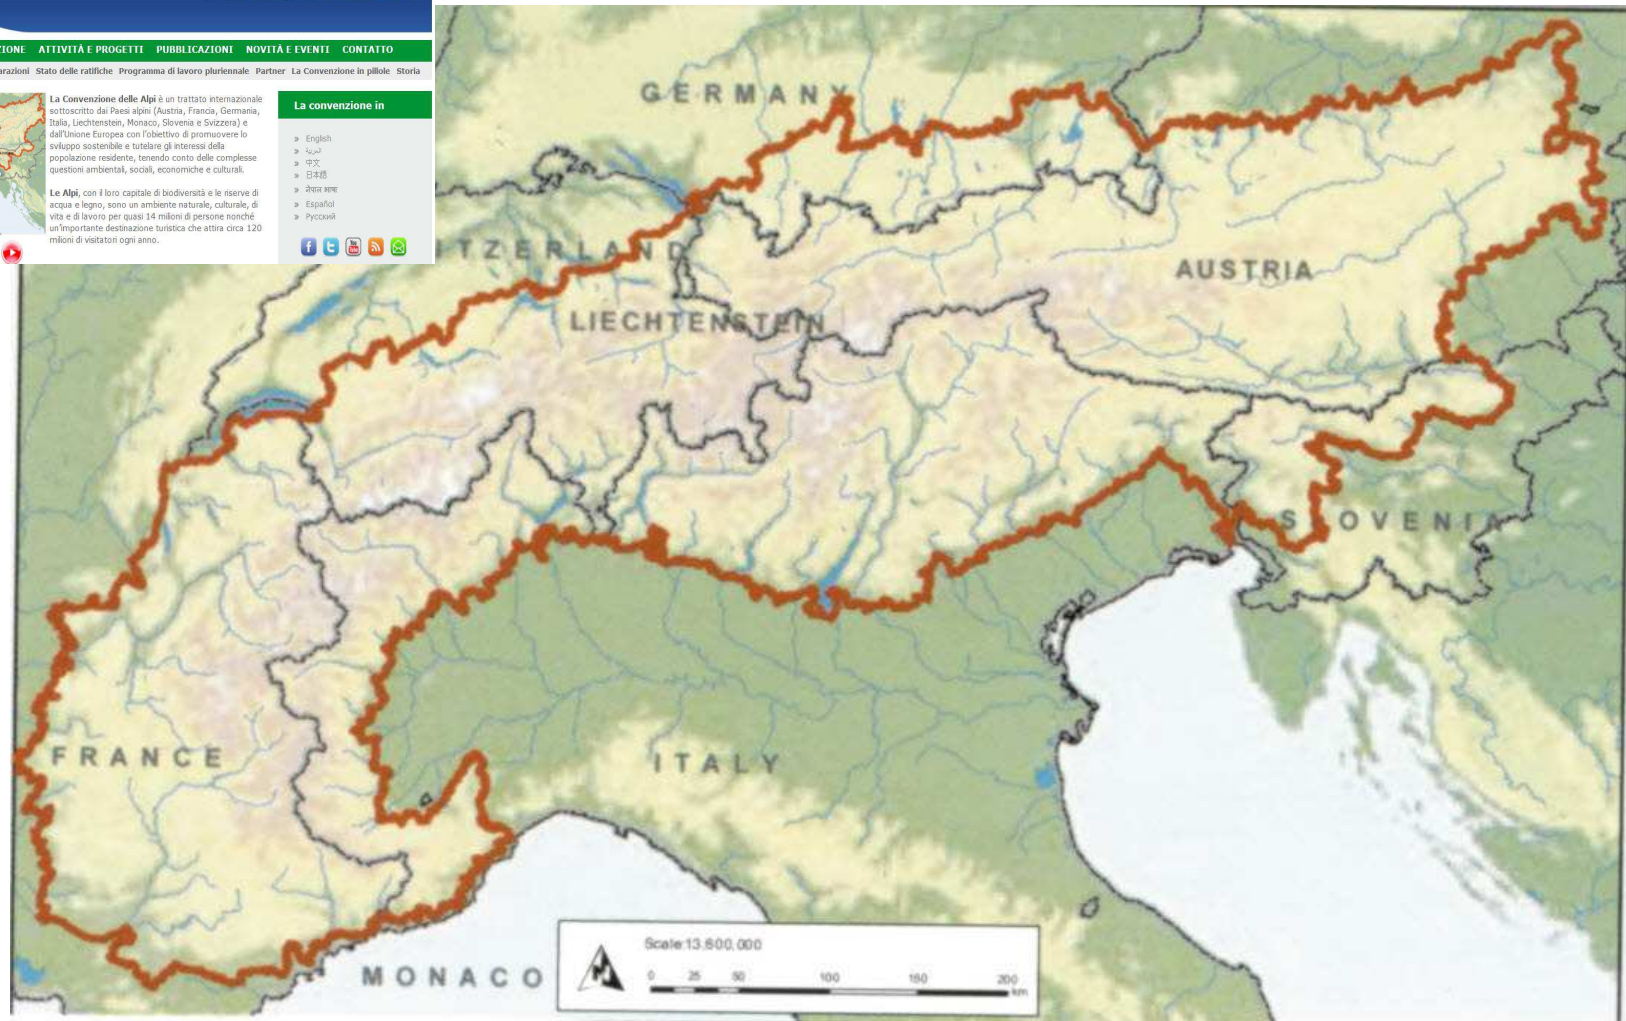 ATTIVITÀ E PROGETTI PUBBLICAZIONI NOVITÀ E EVENTI CONTATTO
Stato delle ratifiche Programma di lavoro pluriennale Partner La Convenzione in pillole Storia
La Convenzione delle Alpi è un trattato internazionale
sottoscritto dai Paesi alpini (Austria, Francia, Germania,
Italia, Liechtenstein, Monaco, Slovenia e Svizzera) e
dall'Unione Europea con l'obiettivo di promuovere lo
sviluppo sostenibile e tutelare gli interessi della
popolazione residente, tenendo conto delle complesse
questioni ambientali, sociali, economiche e culturali.
Le Alpi, con il loro capitale di biodiversità e le riserve di
acqua e legno, sono un ambiente naturale, culturale, di
vita e di lavoro per quasi 14 milioni di persone nonché
un'importante destinazione turistica che attira circa 120
milioni di visitatori ogni anno.
La convenzione in
» English
» العربية
» 中文
» 日本語
» नेपाल भाषा
» Español
» Русский
You Tube
GERMANY
ITZERLAND
AUSTRIA
LIECHTENSTEIN
SLOVENIA
FRANCE
ITALY
MONACO
Scale:13.600.000
0 25 50 100 150 200
km